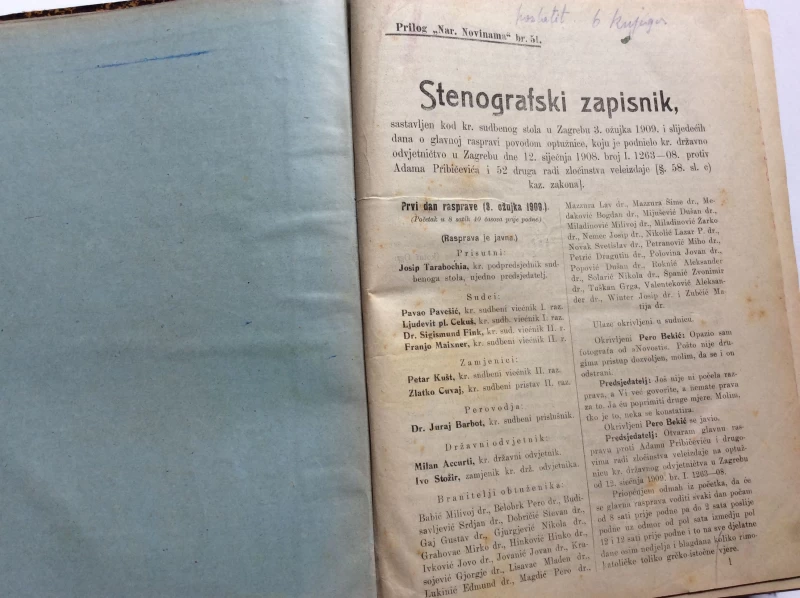 6 knjiga
Prilog „Nar. Novinama“ br. 51.
Stenografski zapisnik,
sastavljen kod kr. sudbenog stola u Zagrebu 3. ožujka 1909. i slijedećih
dana o glavnoj raspravi povodom optužnice, koju je podnielo kr. državno
odvjetničtvo u Zagrebu dne 12. siječnja 1908. broj I. 1263—08. protiv
Adama Pribičevića i 52 druga radi zločinstva veleizdaje [§. 58. sl. c)
kaz. zakona].
Prvi dan rasprave (3. ožujka 1909.)
(Početak u 8 satih 10 časova prije podne.)
(Rasprava je javna.)
Prisutni:
Josip Tarabochia, kr. podpredsjednik sud-
benoga stola, ujedno predsjedatelj.
Sudci:
Pavao Pavešić, kr. sudbeni viećnik I. raz.
Ljudevit pl. Cekuš, kr. sudb. viećnik I. raz.
Dr. Sigismund Fink, kr. sud. viećnik II. r.
Franjo Maixner, kr. sudbeni viećnik II. r.
Zamjenici:
Petar Kušt, kr. sudbeni viećnik II. raz.
Zlatko Cuvaj, kr. sudbeni pristav II. raz.
Perovodja:
Dr. Juraj Barbot, kr. sudbeni prislušnik.
Državni odvjetnik:
Milan Accurti, kr. državni odvjetnik.
Ivo Stožir, zamjenik kr. drž. odvjetnika.
Branitelji obtuženika:
Babić Milivoj dr., Belobrk Pero dr., Budi-
savljević Srdjan dr., Dobričić Stovan dr.,
Gaj Gustav dr., Gjurgjević Nikola dr.,
Grahovac Mirko dr., Hinković Hinko dr.,
Ivković Jovo dr., Jovanić Jovan dr., Kra-
sojević Gjorgje dr., Lisavac Mladen dr.,
Lukinić Edmund dr., Magdić Pero dr.,
Mazzura Lav dr., Mazzura Šime dr., Me-
daković Bogdan dr., Mijušević Dušan dr.,
Miladinović Milivoj dr., Miladinović Žarko
dr., Nemec Josip dr., Nikolić Lazar P. dr.,
Novak Svetislav dr., Petranović Miho dr.,
Petrić Dragutin dr., Polovina Jovan dr.,
Popović Dušan dr., Roknić Aleksander
dr., Solarić Nikola dr., Španić Zvonimir
dr., Tuškan Grga, Valenteković Aleksan-
der dr., Winter Josip dr. i Zubčić Ma-
tija dr.
Ulaze okrivljeni u sudnicu.
Okrivljeni Pero Bekić: Opazio sam
fotografa od »Novosti«. Pošto nije dru-
gima pristup dozvoljen, molim, da se i on
odstrani.
Predsjedatelj: Još nije ni počela raz-
prava, a Vi već govorite, a nemate prava
za to. Ja ću poprimiti druge mjere. Molim,
tko je to, neka se konstatira.
Okrivljeni Pero Bekić se javio.
Predsjedatelj: Otvaram glavnu ras-
pravu proti Adamu Pribičeviću i drugo-
vima radi zločinstva veleizdaje na optuž-
nicu kr. državnog odvjetničtva u Zagrebu
od 12. siečnja 1909. br. I. 1263—08.
Priopćujem odmah iz početka, da će
se glavna rasprava voditi svaki dan počam
od 8 sati prije podne pa do 2 sata poslije
podne uz odmor od pol sata izmedju pol
12 i 12 sati prije podne i to na sve djelatne
dane osim nedjelja i blagdana koliko rimo-
katoličke toliko grčko-istočne vjere.
1